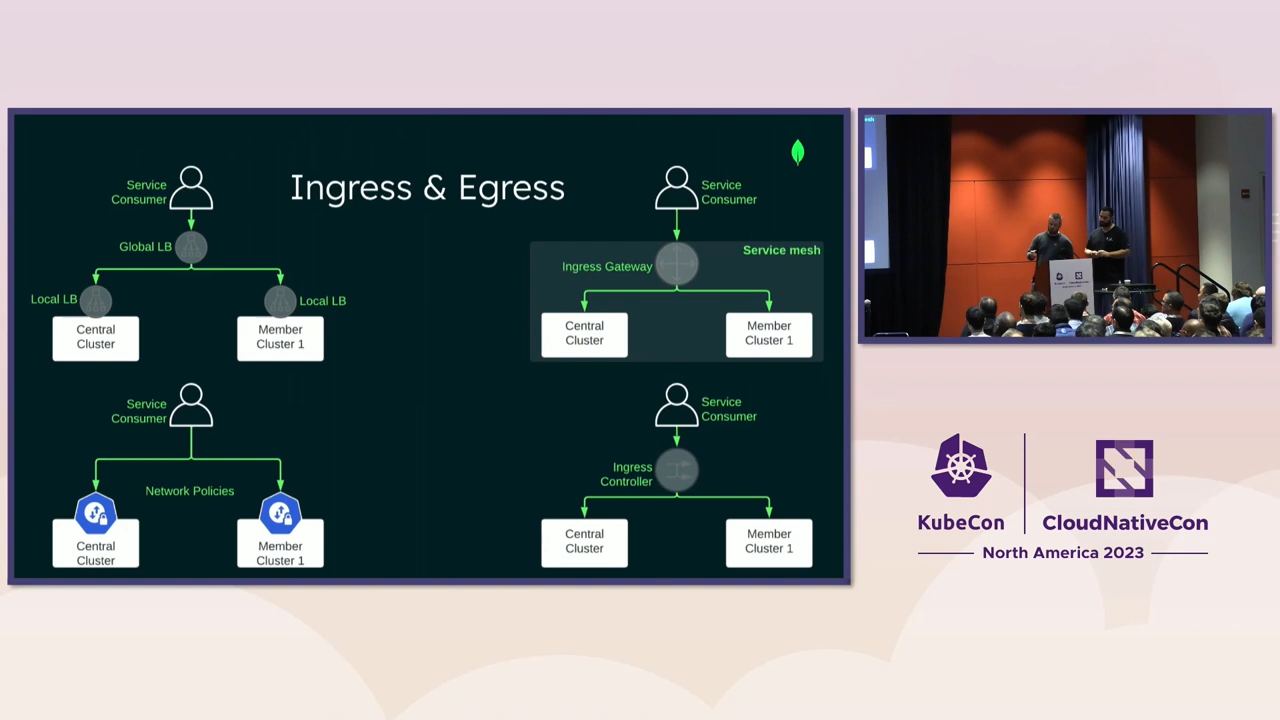 Ingress & Egress
Service
Consumer
Global LB
Local LB
Local LB
Central
Cluster
Member
Cluster 1
Service
Consumer
Service mesh
Ingress Gateway
Central
Cluster
Member
Cluster 1
Service
Consumer
Network Policies
Central
Cluster
Member
Cluster 1
Service
Consumer
Ingress
Controller
Central
Cluster
Member
Cluster 1
KubeCon
CloudNativeCon
North America 2023